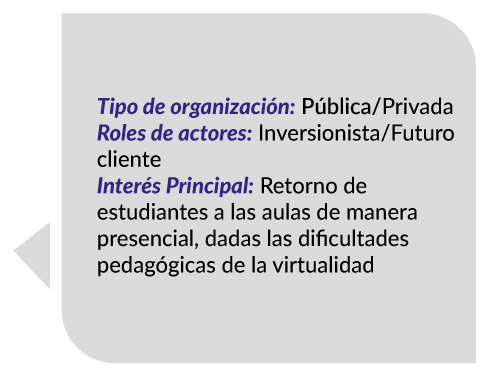 Tipo de organización: Pública/Privada
Roles de actores: Inversionista/Futuro
cliente
Interés Principal: Retorno de
estudiantes a las aulas de manera
presencial, dadas las dificultades
pedagógicas de la virtualidad